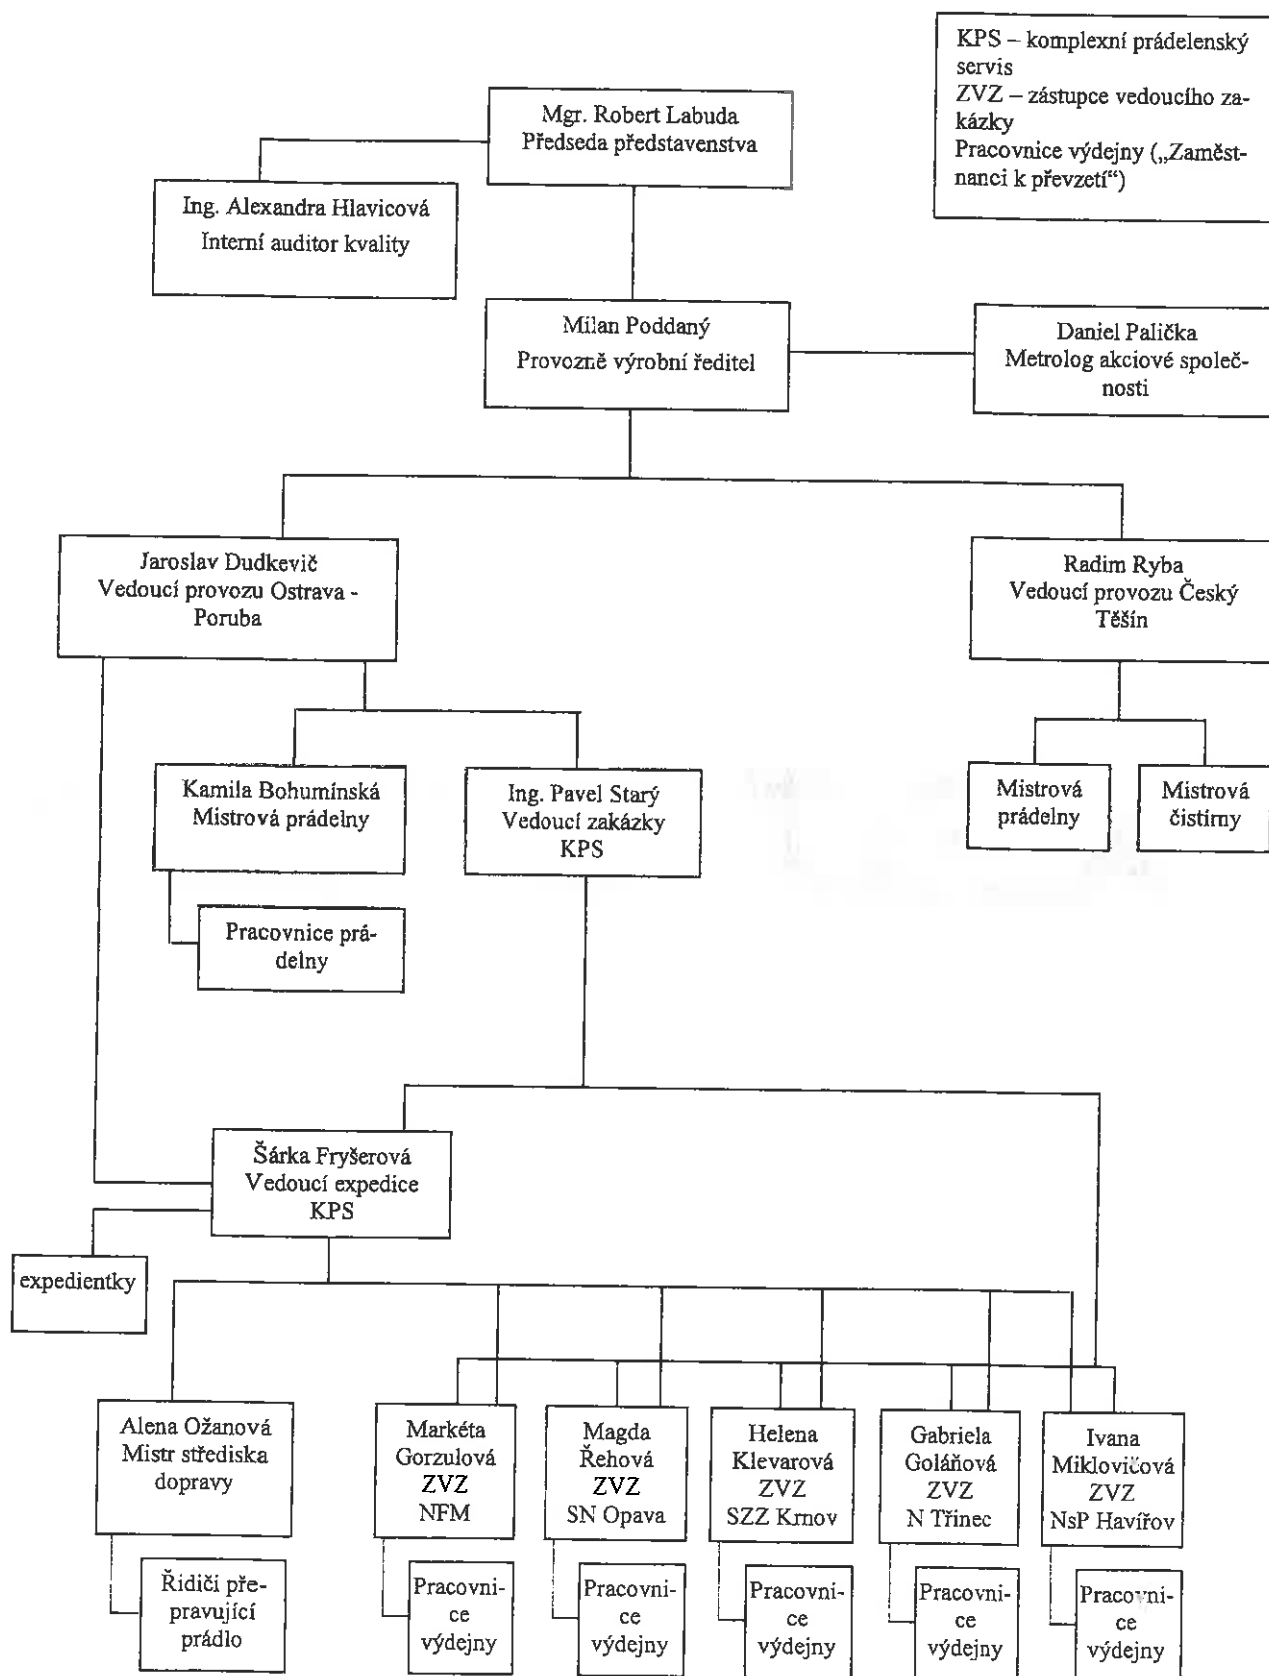 KPS – komplexní prádelenský
servis
ZVZ – zástupce vedoucího za-
kázky
Pracovnice výdejny („Zaměst-
nanci k převzetí“)
Mgr. Robert Labuda
Předseda představenstva
Ing. Alexandra Hlavicová
Interní auditor kvality
Milan Poddaný
Provozně výrobní ředitel
Daniel Palička
Metrolog akciové společ-
nosti
Jaroslav Dudkevič
Vedoucí provozu Ostrava -
Poruba
Radim Ryba
Vedoucí provozu Český
Těšín
Kamila Bohumínská
Mistrová prádelny
Ing. Pavel Starý
Vedoucí zakázky
KPS
Mistrová
prádelny
Mistrová
čistírny
Pracovnice prá-
delny
Šárka Fryšerová
Vedoucí expedice
KPS
expedientky
Alena Ožanová
Mistr střediska
dopravy
Markéta
Gorzulová
ZVZ
NFM
Magda
Řehová
ZVZ
SN Opava
Helena
Klevarová
ZVZ
SZZ Krnov
Gabriela
Goláňová
ZVZ
N Třinec
Ivana
Miklovičová
ZVZ
NsP Havířov
Řidiči pře-
pravující
prádlo
Pracovni-
ce
výdejny
Pracovni-
ce
výdejny
Pracovni-
ce
výdejny
Pracovni-
ce
výdejny
Pracovni-
ce
výdejny